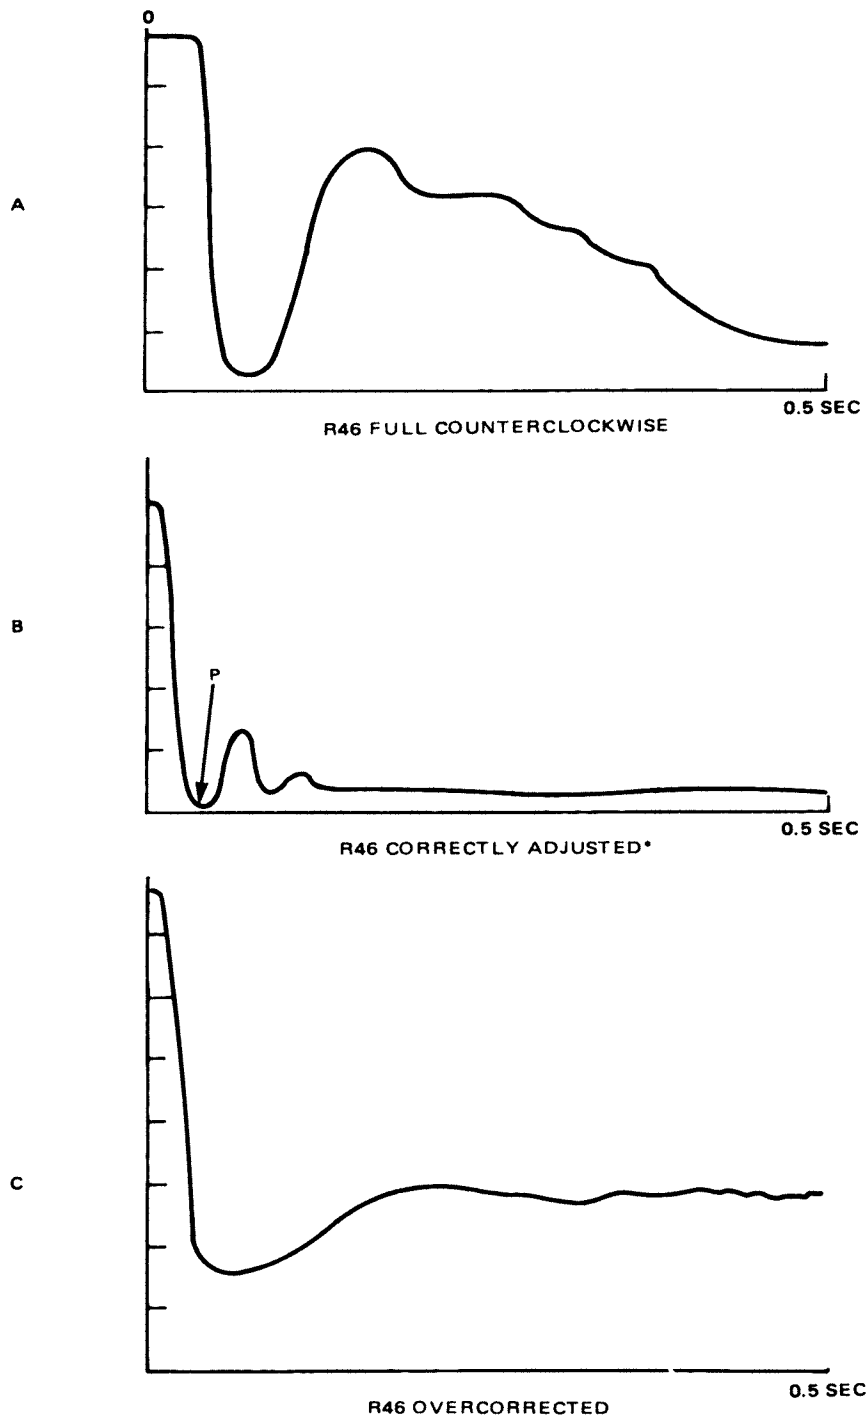 0
A
0.5 SEC
R46 FULL COUNTERCLOCKWISE
B
P
0.5 SEC
R46 CORRECTLY ADJUSTED*
C
0.5 SEC
R46 OVERCORRECTED